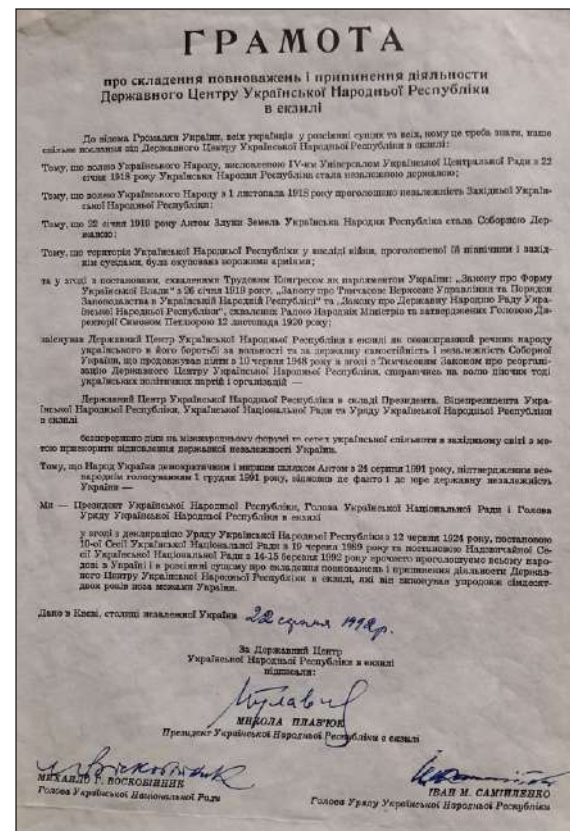 ГРАМОТА
про складення повноважень і припинення діяльности
Державного Центру Української Народньої Республіки
в екзилі
До відома Громадян України, всіх українців у розсіянні сущих та всіх, кому це треба знати, наше
спільне послання від Державного Центру Української Народньої Республіки в екзилі:
Тому, що волею Українського Народу, висловленою IV-им Універсалом Української Центральної Ради з 22
січня 1918 року Українська Народня Республіка стала незалежною державою;
Тому, що волею Українського Народу з 1 листопада 1918 року проголошено незалежність Західної Україн-
ської Народньої Республіки;
Тому, що 22 січня 1919 року Актом Злуки Земель Українська Народня Республіка стала Соборною Дер-
жавою;
Тому, що територія Української Народньої Республіки у висліді війни, проголошеної їй північним і захід-
нім сусідами, була окупована ворожими арміями;
та у згоді з постановами, схваленими Трудовим Конгресом як парляментом України: „Закону про Форму
Української Влади" з 26 січня 1919 року, „Закону про Тимчасове Верховне Управління та Порядок
Законодавства в Українській Народній Республіці" та „Закону про Державну Народню Раду Укра-
їнської Народньої Республіки", схвалених Радою Народніх Міністрів та затверджених Головою Ди-
ректорії Симоном Петлюрою 12 листопада 1920 року;
заіснував Державний Центр Української Народньої Республіки в екзилі як повноправний речник народу
українського в його боротьбі за вольності та за державну самостійність і незалежність Соборної
України, що продовжував діяти з 10 червня 1948 року в згоді з Тимчасовим Законом про реоргані-
зацію Державного Центру Української Народньої Республіки, спираючись на волю діючих тоді
українських політичних партій і організацій —
Державний Центр Української Народньої Республіки в складі Президента, Віцепрезидента Укра-
їнської Народньої Республіки, Української Національної Ради та Уряду Української Народньої Республіки
в екзилі
безперервно діяв на міжнародньому форумі та серед української спільноти в західньому світі з ме-
тою прискорити відновлення державної незалежності України.
Тому, що Народ України демократичним і мирним шляхом Актом з 24 серпня 1991 року, підтвердженим все-
народнім голосуванням 1 грудня 1991 року, відновив де факто і де юре державну незалежність
України —
Ми — Президент Української Народньої Республіки, Голова Української Національної Ради і Голова
Уряду Української Народньої Республіки в екзилі
у згоді з декларацією Уряду Української Народньої Республіки з 12 червня 1924 року, постановою
10-ої Сесії Української Національної Ради з 19 червня 1989 року та постановою Надзвичайної Се-
сії Української Національної Ради з 14-15 березня 1992 року врочисто проголошуємо всьому наро-
дові в Україні і в розсіянні сущому про складення повноважень і припинення діяльности Держав-
ного Центру Української Народньої Республіки в екзилі, які він виконував упродовж сімдесят-
двох років поза межами України.
Дано в Києві, столиці незалежної України 22 серпня 1992 р.
За Державний Центр
Української Народньої Республіки в екзилі
підписали:
МИКОЛА ПЛАВ'ЮК
Президент Української Народньої Республіки в екзилі
МИХАЙЛО Г. ВОСКОБІЙНИК
Голова Української Національної Ради
ІВАН М. САМІЙЛЕНКО
Голова Уряду Української Народньої Республіки